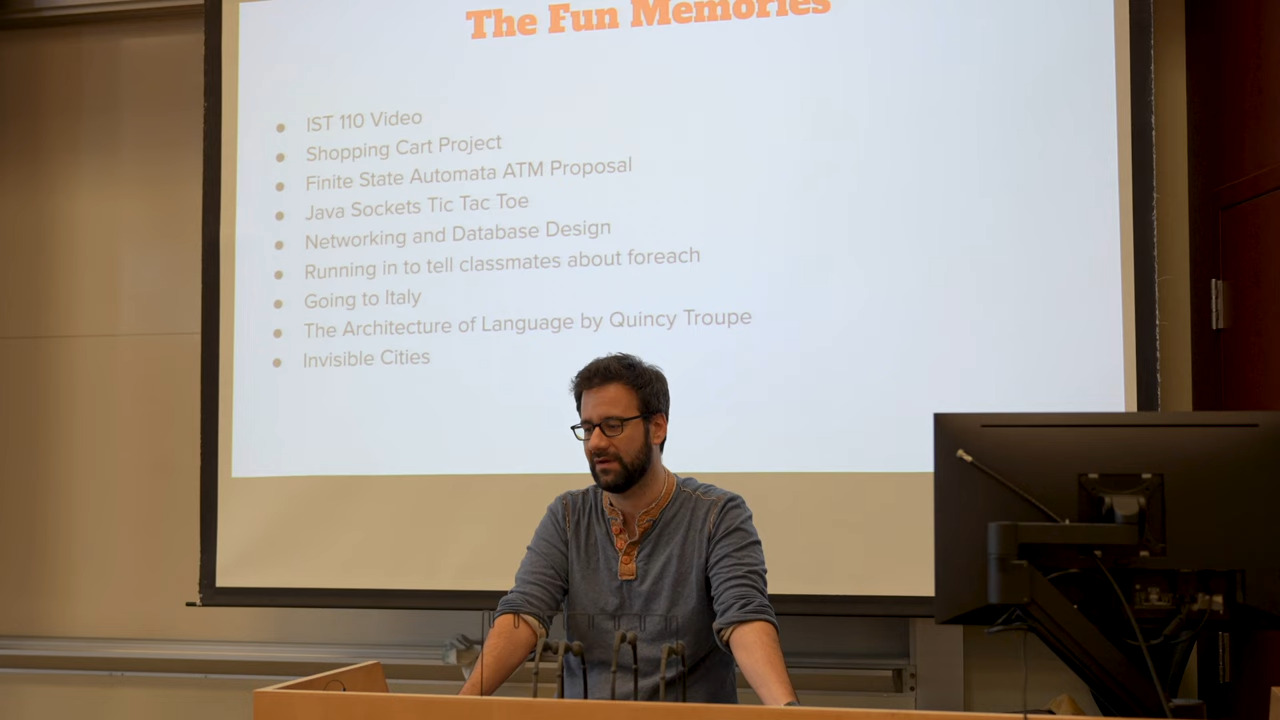 The Fun Memories
IST 110 Video
Shopping Cart Project
Finite State Automata ATM Proposal
Java Sockets Tic Tac Toe
Networking and Database Design
Running in to tell classmates about foreach
Going to Italy
The Architecture of Language by Quincy Troupe
Invisible Cities